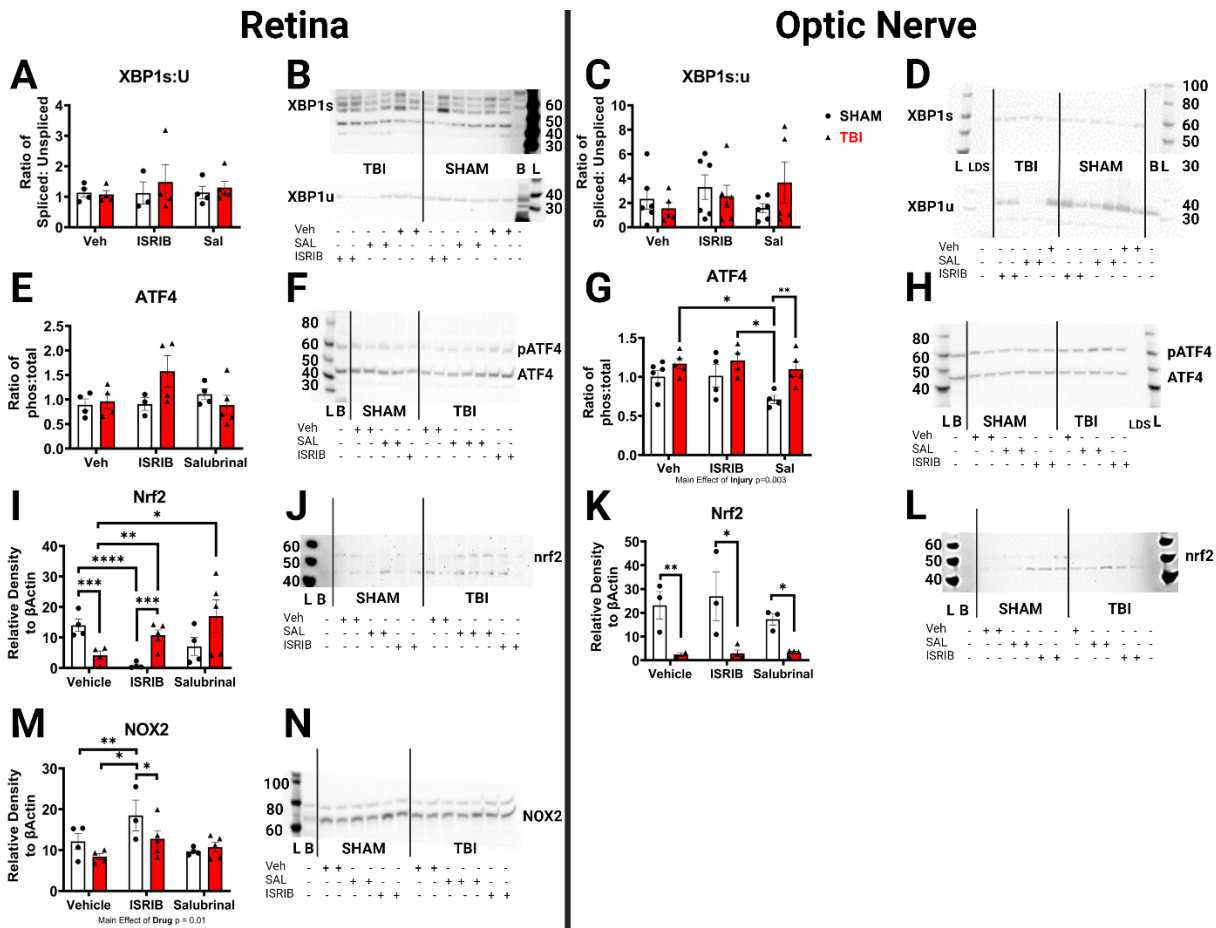 Retina
Optic Nerve
A
XBP1s:U
Ratio of
Spliced: Unspliced
4
3
2
1
0
Veh ISRIB Sal
B
XBP1s
60
50
40
30
TBI SHAM B L
XBP1u
40
30
Veh - - - - + + - - - - + + - -
SAL - - + + - - - - + + - - - -
ISRIB + + - - - - + + - - - - - -
C
XBP1s:u
Ratio of
Spliced: Unspliced
10
8
6
4
2
0
Veh ISRIB Sal
SHAM
TBI
D
XBP1s
100
80
60
50
30
L LDS TBI SHAM B L
XBP1u
40
30
Veh
SAL
ISRIB
E
ATF4
Ratio of
phos:total
2.5
2.0
1.5
1.0
0.5
0.0
Veh ISRIB Salubrinal
F
80
60
50
40
30
pATF4
ATF4
L B SHAM TBI
Veh
SAL
ISRIB
G
ATF4
Ratio of
phos:total
1.5
1.0
0.5
0.0
*
**
*
Veh ISRIB Sal
Main Effect of Injury p=0.003
H
pATF4
ATF4
80
60
50
40
L B SHAM TBI LDS L
Veh
SAL
ISRIB
I
Nrf2
Relative Density
to βActin
40
30
20
10
0
*
**
****
***
***
Vehicle ISRIB Salubrinal
J
60
50
40
nrf2
L B SHAM TBI
Veh
SAL
ISRIB
K
Nrf2
Relative Density
to βActin
50
40
30
20
10
0
**
*
*
Vehicle ISRIB Salubrinal
L
60
50
40
nrf2
L B SHAM TBI
Veh
SAL
ISRIB
M
NOX2
Relative Density
to βActin
30
20
10
0
**
*
*
Vehicle ISRIB Salubrinal
Main Effect of Drug p = 0.01
N
100
80
60
NOX2
L B SHAM TBI
Veh
SAL
ISRIB